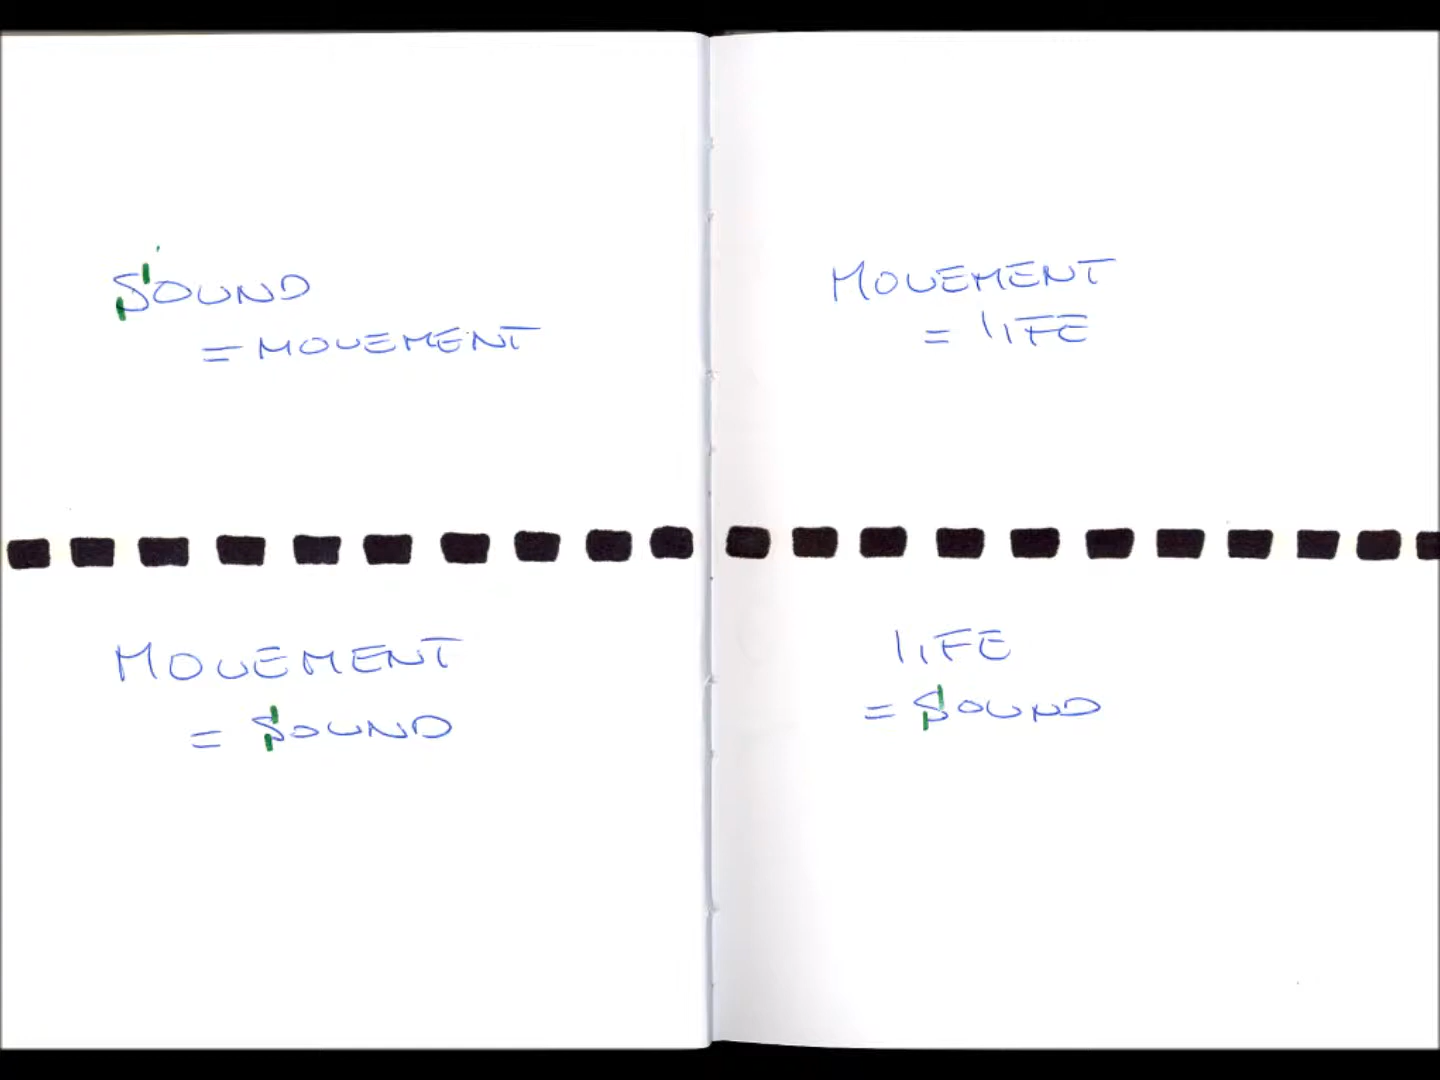 SOUND
= MOVEMENT
MOVEMENT
= SOUND
MOVEMENT
= LIFE
LIFE
= SOUND